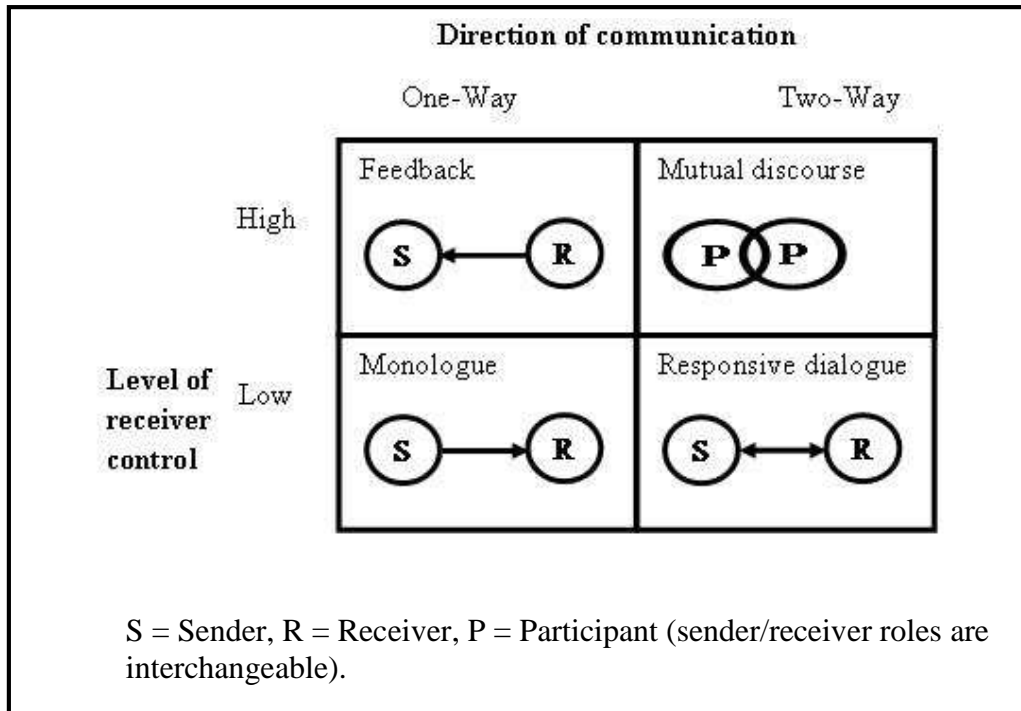 Direction of communication
One-Way Two-Way
Feedback Mutual discourse
High
S R P P
Monologue Responsive dialogue
Level of
receiver
control
Low
S R S R
S = Sender, R = Receiver, P = Participant (sender/receiver roles are
interchangeable).